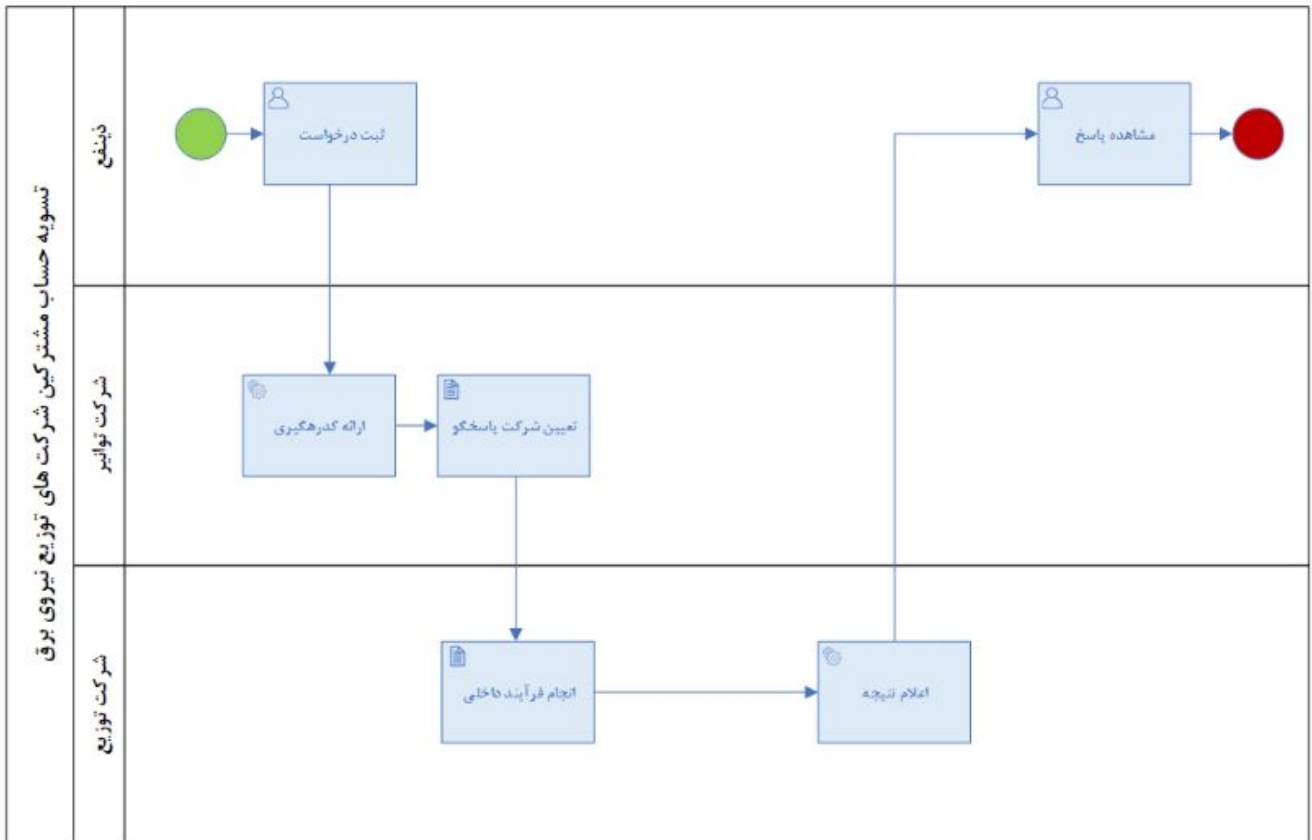 تسویه حساب مشترکین شرکت های توزیع نیروی برق
ذینفع
ثبت درخواست
مشاهده پاسخ
شرکت توانیر
ارائه کدرهگیری
تعیین شرکت پاسخگو
شرکت توزیع
انجام فرآیند داخلی
اعلام نتیجه